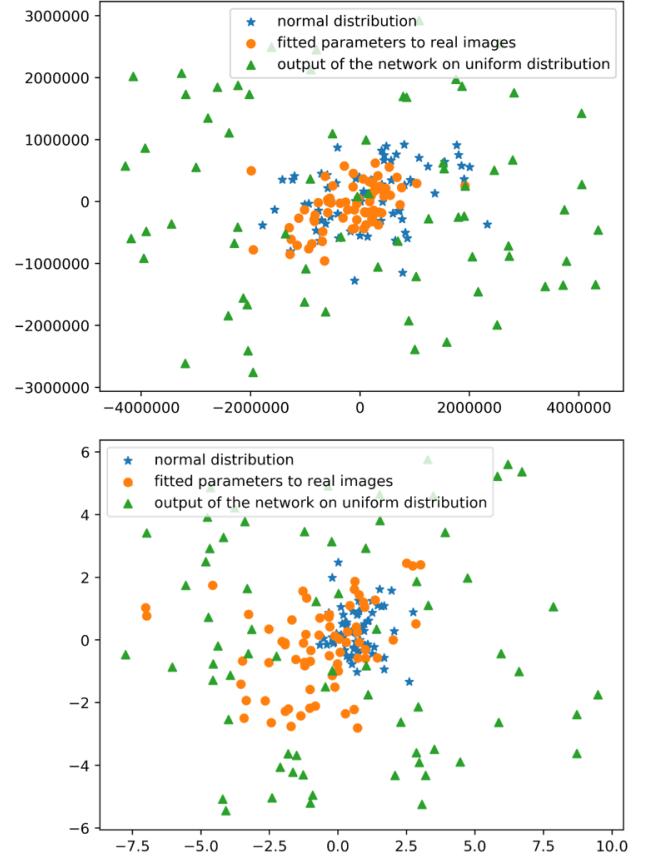 3000000
2000000
1000000
0
−1000000
−2000000
−3000000
normal distribution
fitted parameters to real images
output of the network on uniform distribution
−4000000 −2000000 0 2000000 4000000
6
4
2
0
−2
−4
−6
normal distribution
fitted parameters to real images
output of the network on uniform distribution
−7.5 −5.0 −2.5 0.0 2.5 5.0 7.5 10.0